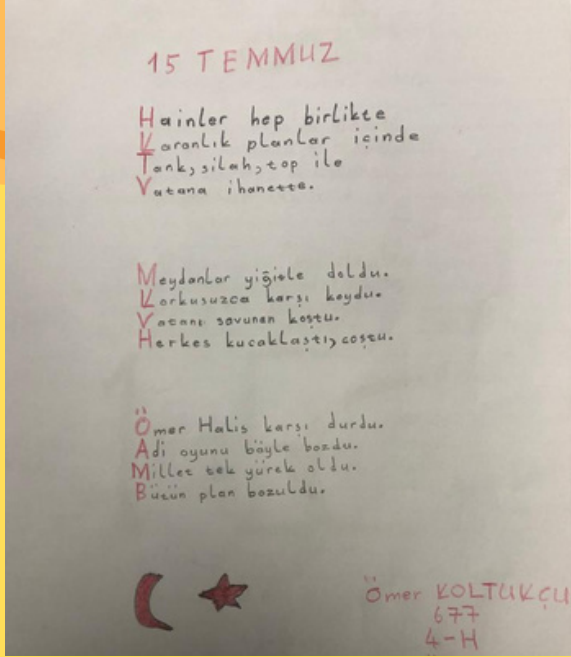 15 TEMMUZ
Hainler hep birlikte
Karanlık planlar içinde
Tank, silah, top ile
Vatana ihanette.
Meydanlar yiğitle doldu.
Korkusuzca karşı koydu.
Vatanı savunan koştu.
Herkes kucaklaştı, coştu.
Ömer Halis karşı durdu.
Adi oyunu böyle bozdu.
Millet tek yürek oldu.
Bütün plan bozuldu.
Ömer KOLTUKÇU
677
4-H